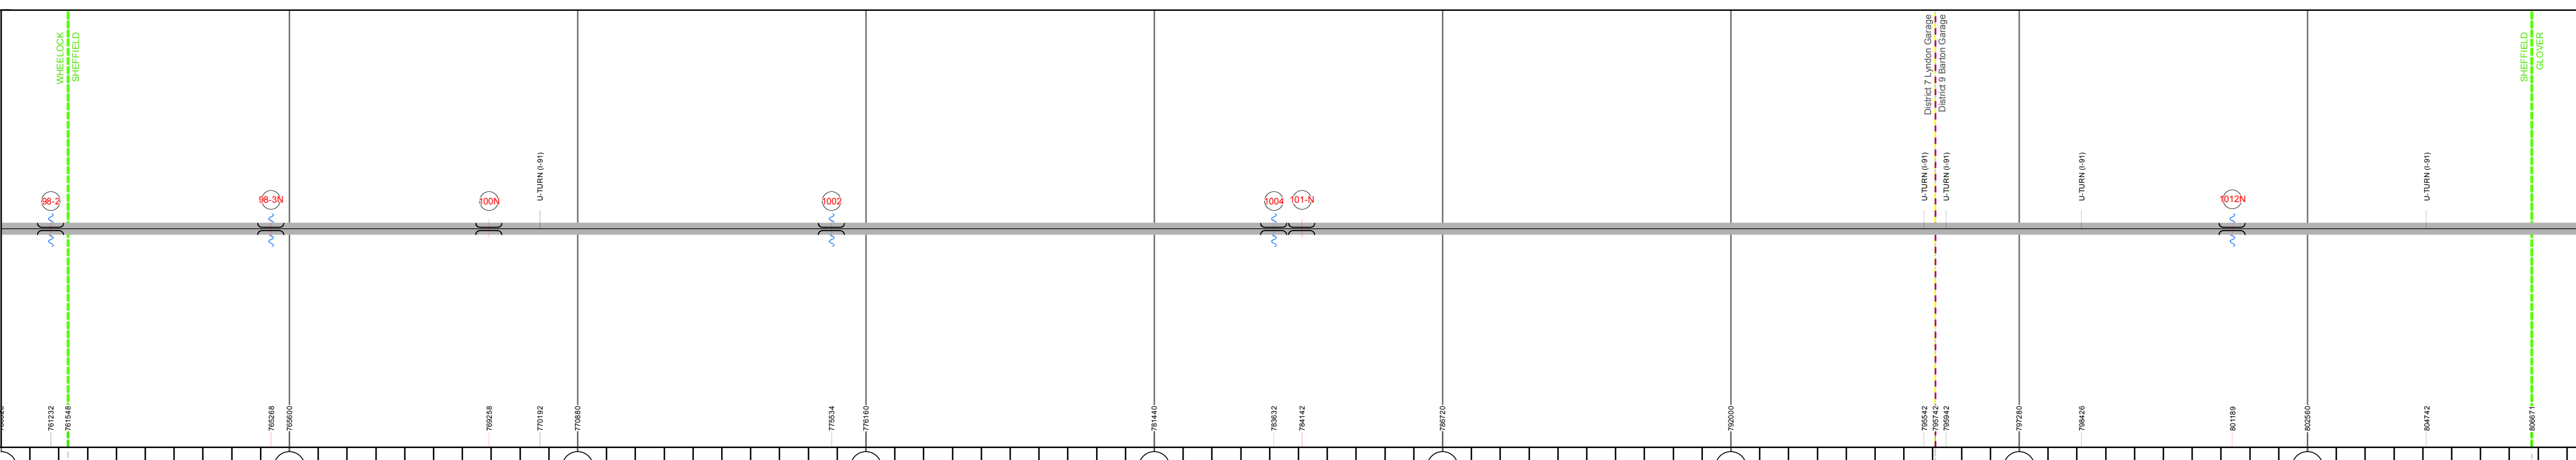 WHEELOCK
SHEFFIELD
District 7 Lyndon Garage
District 9 Barton Garage
SHEFFIELD
GLOVER
U-TURN (I-91)
U-TURN (I-91)
U-TURN (I-91)
U-TURN (I-91)
U-TURN (I-91)
98-2
98-3N
100N
1002
1004
101-N
1012N
761232
761548
765268
765600
769258
770192
770880
775534
776160
781440
783632
784142
786720
792000
795542
795742
795942
797280
798426
801189
802560
804742
806671